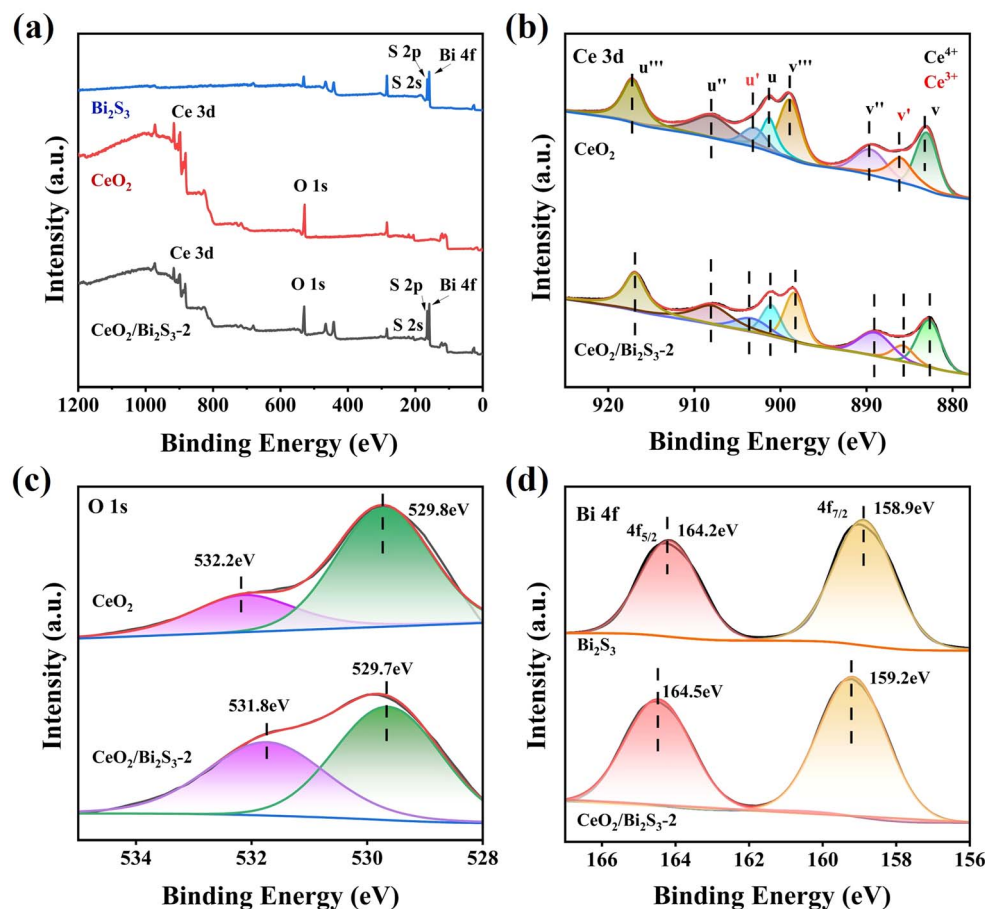 (a)
S 2p
Bi 4f
S 2s
Bi₂S₃
Ce 3d
CeO₂
O 1s
Ce 3d
O 1s
S 2p
Bi 4f
S 2s
CeO₂/Bi₂S₃-2
Intensity (a.u.)
1200 1000 800 600 400 200 0
Binding Energy (eV)
(b)
Ce 3d
u''' u'' u' u v''' v'' v' v
Ce⁴⁺
Ce³⁺
CeO₂
CeO₂/Bi₂S₃-2
Intensity (a.u.)
920 910 900 890 880
Binding Energy (eV)
(c)
O 1s
529.8eV
532.2eV
CeO₂
529.7eV
531.8eV
CeO₂/Bi₂S₃-2
Intensity (a.u.)
534 532 530 528
Binding Energy (eV)
(d)
Bi 4f
4f₅/₂ 164.2eV
4f₇/₂ 158.9eV
Bi₂S₃
164.5eV
159.2eV
CeO₂/Bi₂S₃-2
Intensity (a.u.)
166 164 162 160 158 156
Binding Energy (eV)